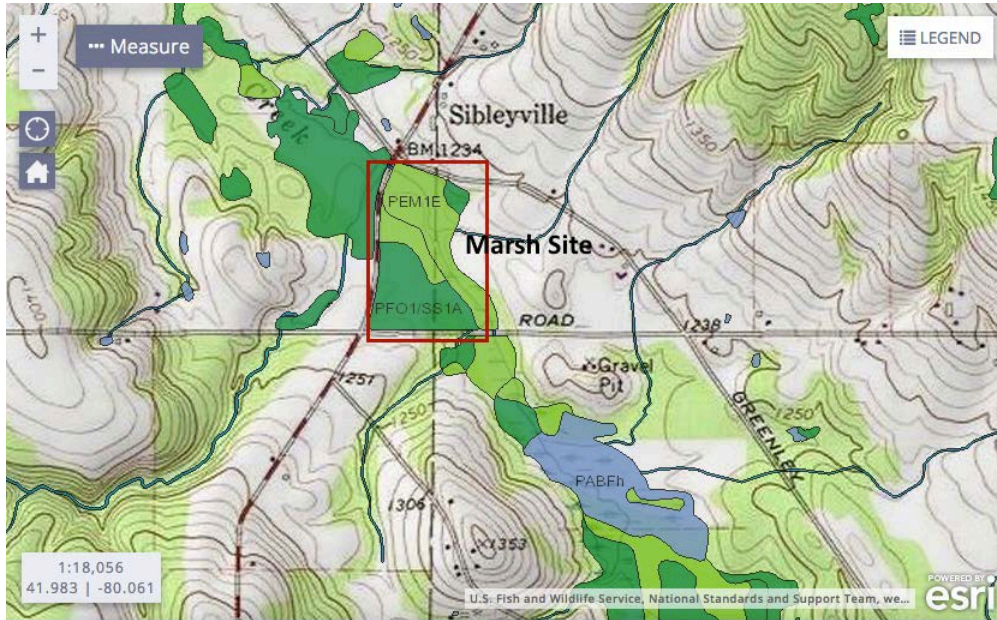 +
-
••• Measure
LEGEND
1250
Creek
Sibleyville
BM 1234
1350
PEM1E
Marsh Site
1400
PFO1/SS1A
ROAD
1238
Gravel
Pit
1251
1250
GREENLEY
1250
PABFh
1306
×1353
1:18,056
41.983 | -80.061
U.S. Fish and Wildlife Service, National Standards and Support Team, we...
POWERED BY
esri